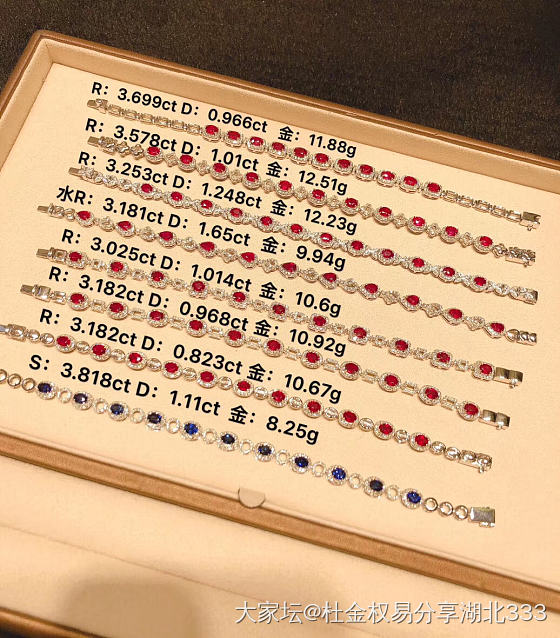 R：3.699ct D：0.966ct 金：11.88g
R：3.578ct D：1.01ct 金：12.51g
R：3.253ct D：1.248ct 金：12.23g
水R：3.181ct D：1.65ct 金：9.94g
R：3.025ct D：1.014ct 金：10.6g
R：3.182ct D：0.968ct 金：10.92g
R：3.182ct D：0.823ct 金：10.67g
S：3.818ct D：1.11ct 金：8.25g
大家坛@杜金权易分享湖北333